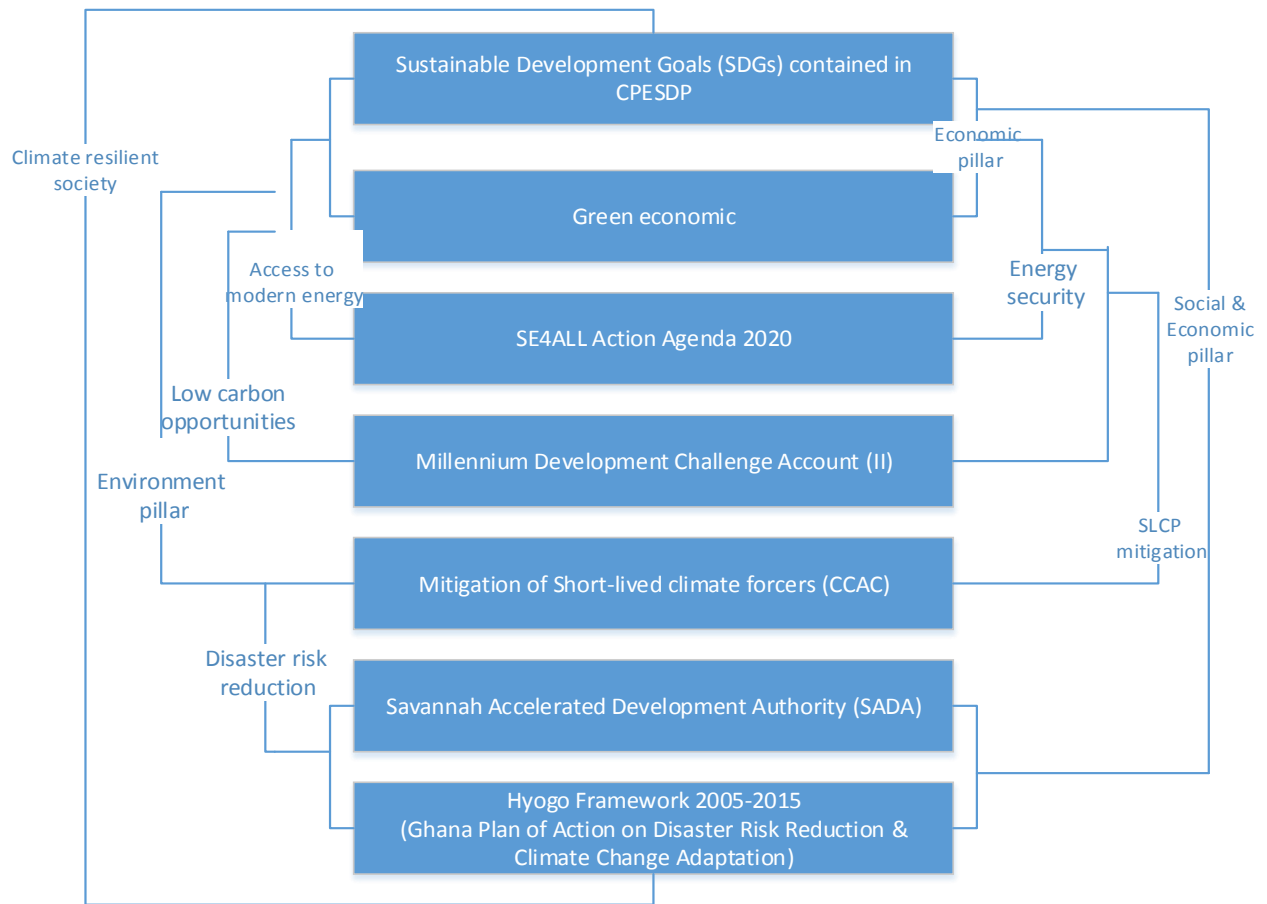 Sustainable Development Goals (SDGs) contained in
CPESDP
Economic
pillar
Climate resilient
society
Green economic
Access to
modern energy
Energy
security
Social &
Economic
pillar
SE4ALL Action Agenda 2020
Low carbon
opportunities
Millennium Development Challenge Account (II)
Environment
pillar
SLCP
mitigation
Mitigation of Short-lived climate forcers (CCAC)
Disaster risk
reduction
Savannah Accelerated Development Authority (SADA)
Hyogo Framework 2005-2015
(Ghana Plan of Action on Disaster Risk Reduction &
Climate Change Adaptation)